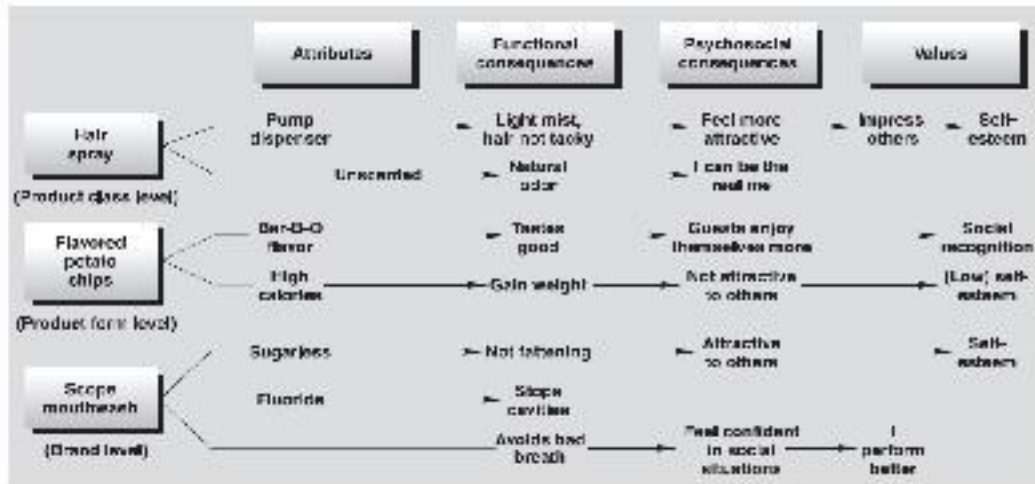 Attributes
Functional
consequences
Psychosocial
consequences
Values
Hair
spray
(Product class level)
Pump
dispenser
Light mist,
hair not tacky
Feel more
attractive
Impress
others
Self-
esteem
Unscented
Natural
odor
I can be the
real me
Flavored
potato
chips
(Product form level)
Bar-B-Q
flavor
Tastes
good
Guests enjoy
themselves more
Social
recognition
High
calories
Gain weight
Not attractive
to others
(Low) self-
esteem
Scope
mouthwash
(Brand level)
Sugarless
Not fattening
Attractive
to others
Self-
esteem
Fluoride
Stops
cavities
Avoids bad
breath
Feel confident
in social
situations
I
perform
better